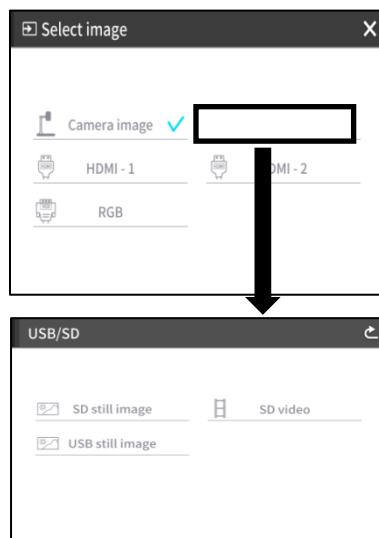 Select image
Camera image
HDMI - 1
DMI - 2
RGB
USB/SD
SD still image
SD video
USB still image